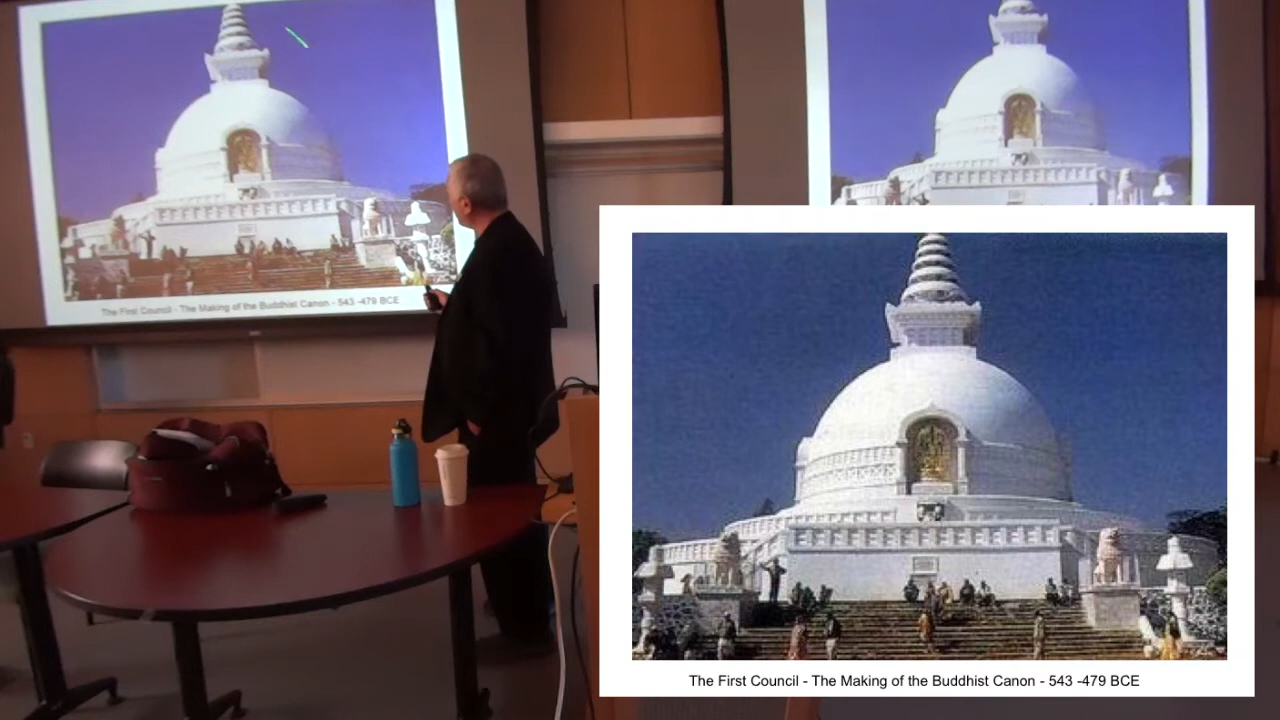 The First Council - The Making of the Buddhist Canon - 543 -479 BCE
The First Council - The Making of the Buddhist Canon - 543 -479 BCE